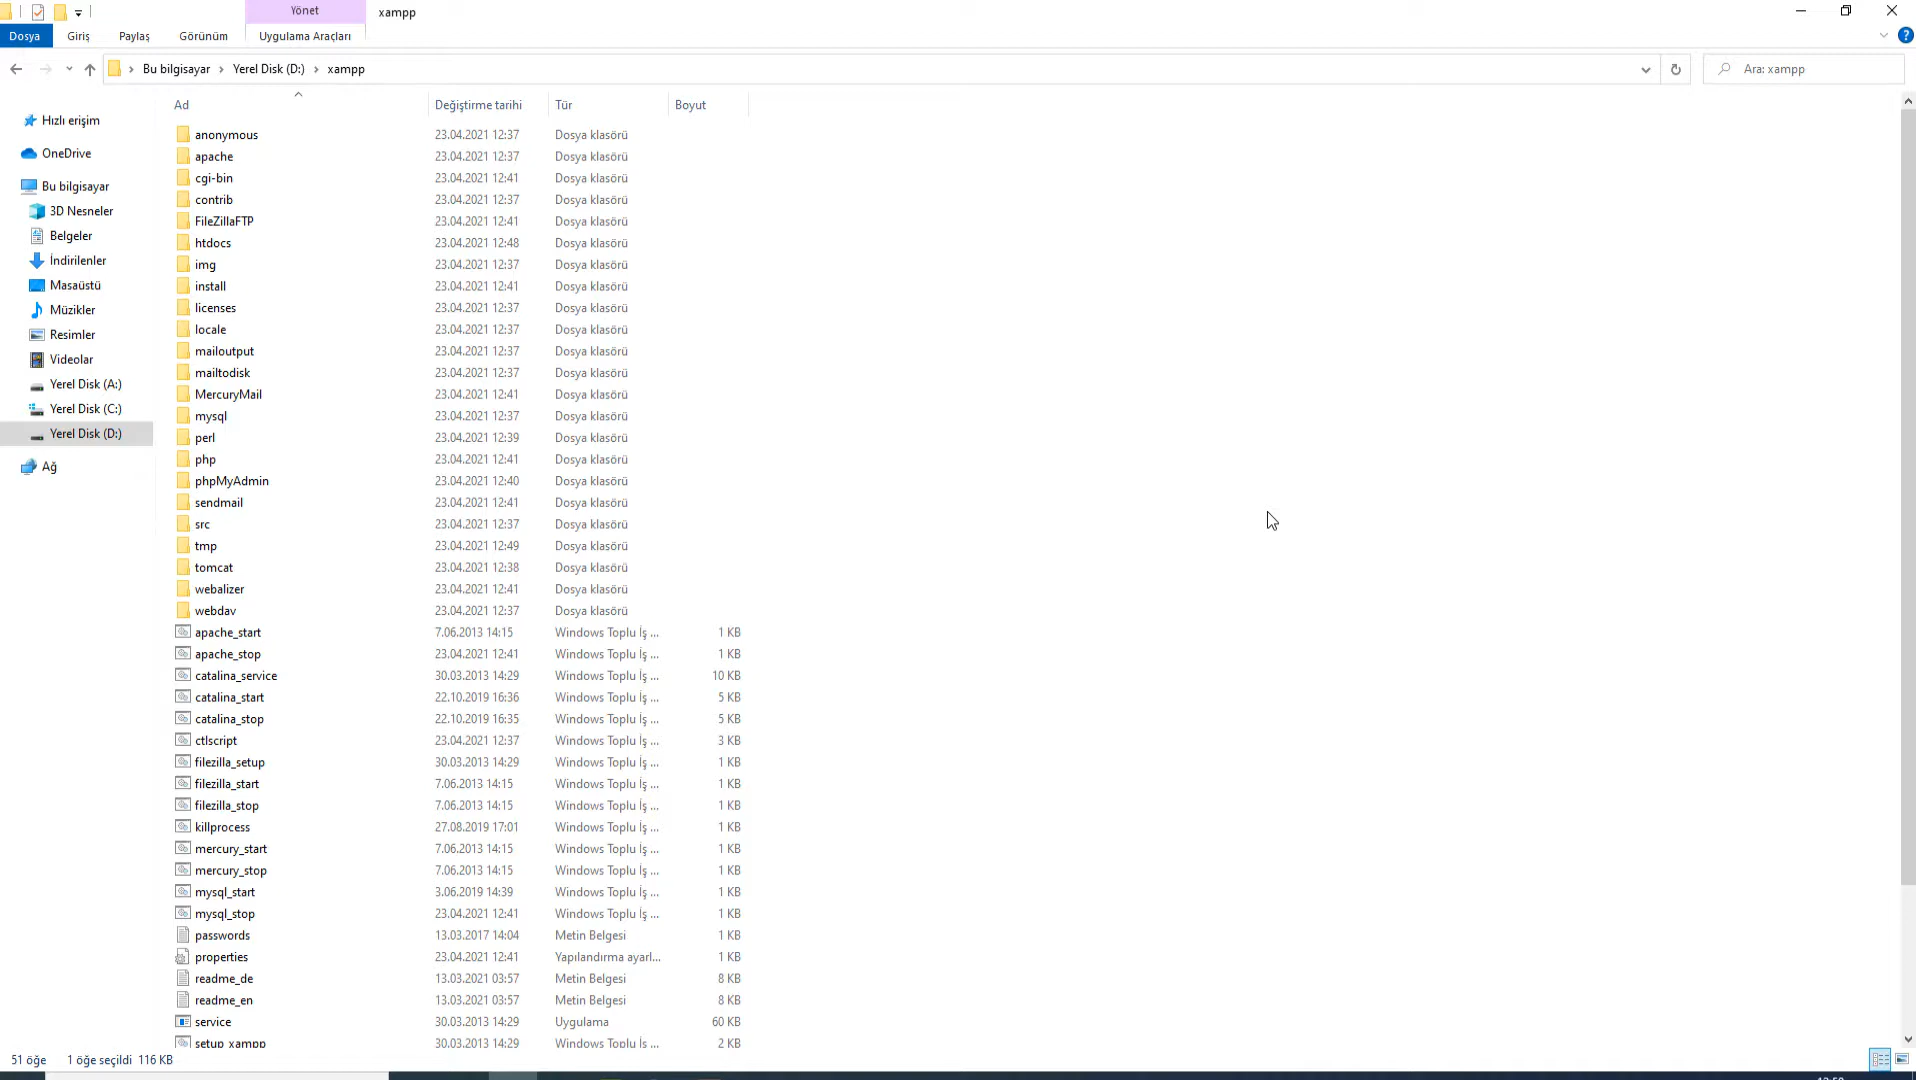 Yönet
xampp
Dosya Giriş Paylaş Görünüm Uygulama Araçları
Bu bilgisayar › Yerel Disk (D:) › xampp
Ara: xampp
Hızlı erişim
OneDrive
Bu bilgisayar
3D Nesneler
Belgeler
İndirilenler
Masaüstü
Müzikler
Resimler
Videolar
Yerel Disk (A:)
Yerel Disk (C:)
Yerel Disk (D:)
Ağ
Ad Değiştirme tarihi Tür Boyut
anonymous 23.04.2021 12:37 Dosya klasörü
apache 23.04.2021 12:37 Dosya klasörü
cgi-bin 23.04.2021 12:41 Dosya klasörü
contrib 23.04.2021 12:37 Dosya klasörü
FileZillaFTP 23.04.2021 12:41 Dosya klasörü
htdocs 23.04.2021 12:48 Dosya klasörü
img 23.04.2021 12:37 Dosya klasörü
install 23.04.2021 12:41 Dosya klasörü
licenses 23.04.2021 12:37 Dosya klasörü
locale 23.04.2021 12:37 Dosya klasörü
mailoutput 23.04.2021 12:37 Dosya klasörü
mailtodisk 23.04.2021 12:37 Dosya klasörü
MercuryMail 23.04.2021 12:41 Dosya klasörü
mysql 23.04.2021 12:37 Dosya klasörü
perl 23.04.2021 12:39 Dosya klasörü
php 23.04.2021 12:41 Dosya klasörü
phpMyAdmin 23.04.2021 12:40 Dosya klasörü
sendmail 23.04.2021 12:41 Dosya klasörü
src 23.04.2021 12:37 Dosya klasörü
tmp 23.04.2021 12:49 Dosya klasörü
tomcat 23.04.2021 12:38 Dosya klasörü
webalizer 23.04.2021 12:41 Dosya klasörü
webdav 23.04.2021 12:37 Dosya klasörü
apache_start 7.06.2013 14:15 Windows Toplu İş ... 1 KB
apache_stop 23.04.2021 12:41 Windows Toplu İş ... 1 KB
catalina_service 30.03.2013 14:29 Windows Toplu İş ... 10 KB
catalina_start 22.10.2019 16:36 Windows Toplu İş ... 5 KB
catalina_stop 22.10.2019 16:35 Windows Toplu İş ... 5 KB
ctlscript 23.04.2021 12:37 Windows Toplu İş ... 3 KB
filezilla_setup 30.03.2013 14:29 Windows Toplu İş ... 1 KB
filezilla_start 7.06.2013 14:15 Windows Toplu İş ... 1 KB
filezilla_stop 7.06.2013 14:15 Windows Toplu İş ... 1 KB
killprocess 27.08.2019 17:01 Windows Toplu İş ... 1 KB
mercury_start 7.06.2013 14:15 Windows Toplu İş ... 1 KB
mercury_stop 7.06.2013 14:15 Windows Toplu İş ... 1 KB
mysql_start 3.06.2019 14:39 Windows Toplu İş ... 1 KB
mysql_stop 23.04.2021 12:41 Windows Toplu İş ... 1 KB
passwords 13.03.2017 14:04 Metin Belgesi 1 KB
properties 23.04.2021 12:41 Yapılandırma ayarl... 1 KB
readme_de 13.03.2021 03:57 Metin Belgesi 8 KB
readme_en 13.03.2021 03:57 Metin Belgesi 8 KB
service 30.03.2013 14:29 Uygulama 60 KB
setup_xampp 30.03.2013 14:29 Windows Toplu İs ... 2 KB
51 öğe 1 öğe seçildi 116 KB